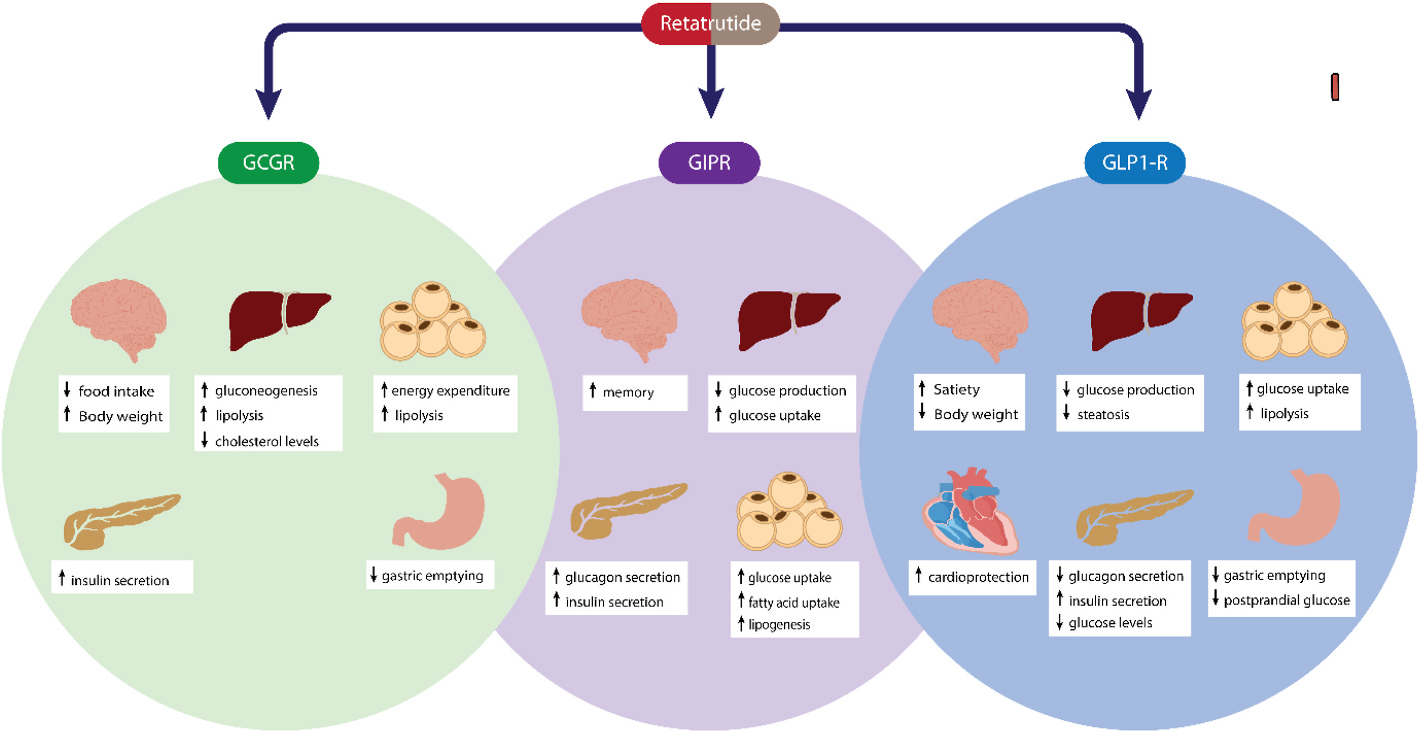 Retatrutide
GCGR
GIPR
GLP1-R
↓ food intake
↑ Body weight
↑ gluconeogenesis
↑ lipolysis
↓ cholesterol levels
↑ energy expenditure
↑ lipolysis
↑ insulin secretion
↓ gastric emptying
↑ memory
↓ glucose production
↑ glucose uptake
↑ glucagon secretion
↑ insulin secretion
↑ glucose uptake
↑ fatty acid uptake
↑ lipogenesis
↑ Satiety
↓ Body weight
↓ glucose production
↓ steatosis
↑ glucose uptake
↑ lipolysis
↑ cardioprotection
↓ glucagon secretion
↑ insulin secretion
↓ glucose levels
↓ gastric emptying
↓ postprandial glucose